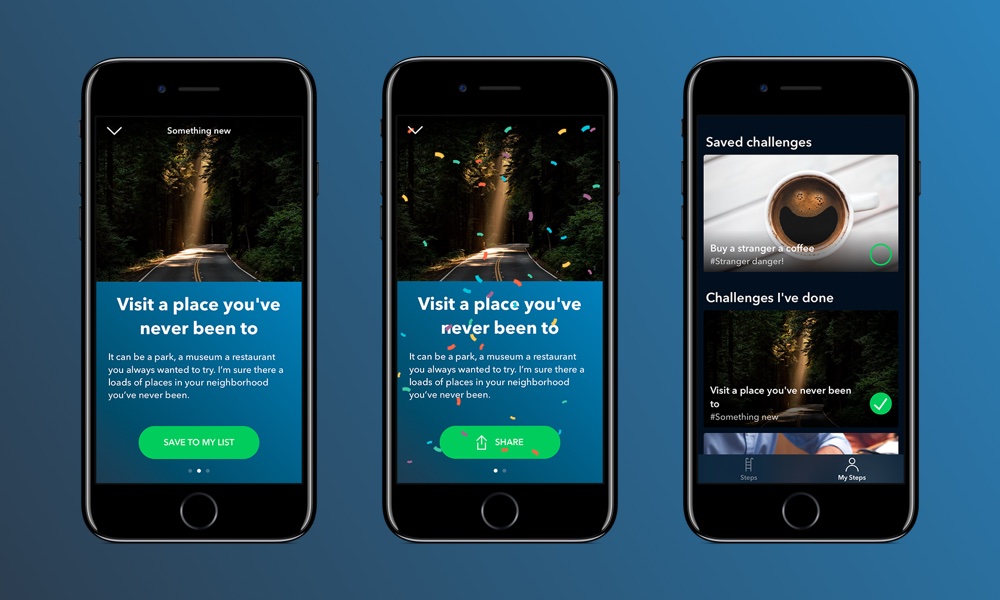 Something new
Visit a place you've
never been to
It can be a park, a museum a restaurant
you always wanted to try. I'm sure there a
loads of places in your neighborhood
you've never been.
SAVE TO MY LIST
Visit a place you've
never been to
It can be a park, a museum a restaurant
you always wanted to try. I'm sure there a
loads of places in your neighborhood
you've never been.
SHARE
Saved challenges
Buy a stranger a coffee
#Stranger danger!
Challenges I've done
Visit a place you've never been
to
#Something new
Steps
My Steps